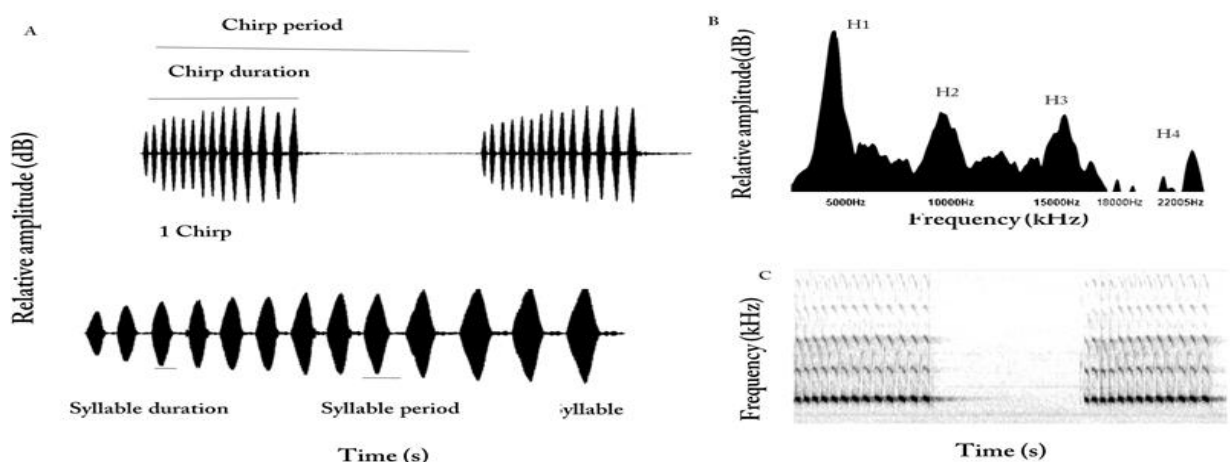 A
Chirp period
Chirp duration
Relative amplitude (dB)
1 Chirp
Syllable duration
Syllable period
Syllable
Time (s)
B
Relative amplitude(dB)
H1
H2
H3
H4
5000Hz 10000Hz 15000Hz 18000Hz 22005Hz
Frequency (kHz)
C
Frequency (kHz)
Time (s)